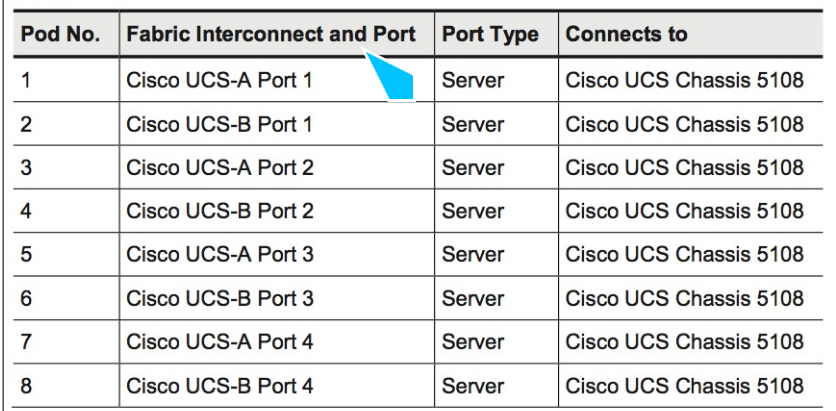 Pod No. Fabric Interconnect and Port Port Type Connects to
1 Cisco UCS-A Port 1 Server Cisco UCS Chassis 5108
2 Cisco UCS-B Port 1 Server Cisco UCS Chassis 5108
3 Cisco UCS-A Port 2 Server Cisco UCS Chassis 5108
4 Cisco UCS-B Port 2 Server Cisco UCS Chassis 5108
5 Cisco UCS-A Port 3 Server Cisco UCS Chassis 5108
6 Cisco UCS-B Port 3 Server Cisco UCS Chassis 5108
7 Cisco UCS-A Port 4 Server Cisco UCS Chassis 5108
8 Cisco UCS-B Port 4 Server Cisco UCS Chassis 5108